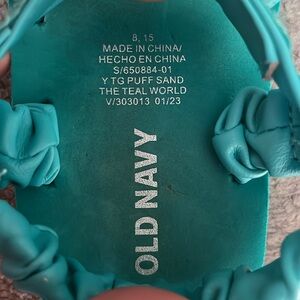 8, 15
MADE IN CHINA/
HECHO EN CHINA
S/650884-01
Y TG PUFF SAND
THE TEAL WORLD
V/303013 01/23
OLD NAVY